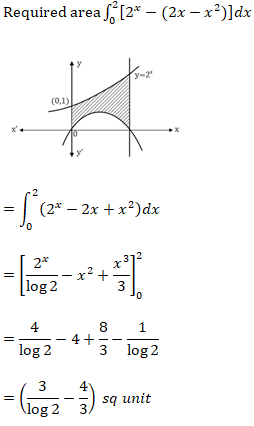 Required area ∫₀²[2ˣ − (2x − x²)]dx
y
y=2ˣ
(0,1)
x' 0 x
y'
= ∫₀² (2ˣ − 2x + x²)dx
= [2ˣ/log 2 − x² + x³/3]₀²
= 4/log 2 − 4 + 8/3 − 1/log 2
= (3/log 2 − 4/3) sq unit